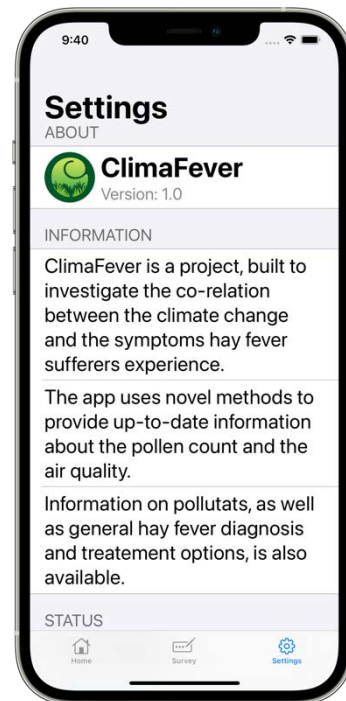 9:40
Settings
ABOUT
ClimaFever
Version: 1.0
INFORMATION
ClimaFever is a project, built to
investigate the co-relation
between the climate change
and the symptoms hay fever
sufferers experience.
The app uses novel methods to
provide up-to-date information
about the pollen count and the
air quality.
Information on pollutats, as well
as general hay fever diagnosis
and treatement options, is also
available.
STATUS
Home
Survey
Settings